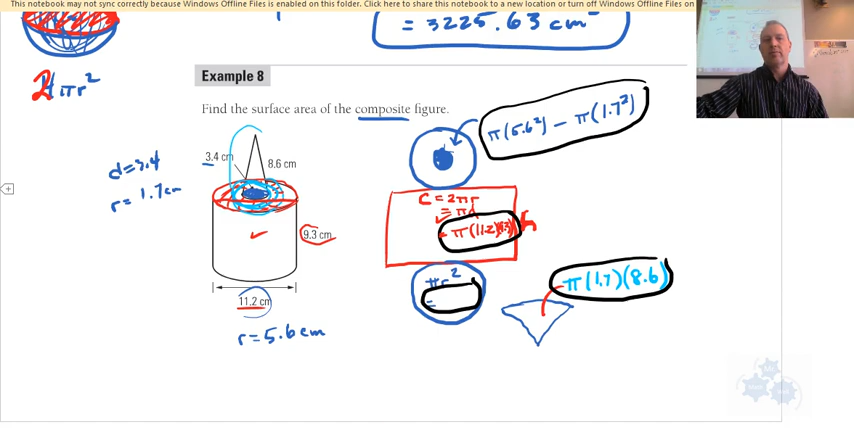 This notebook may not sync correctly because Windows Offline Files is enabled on this folder. Click here to share this notebook to a new location or turn off Windows Offline Files on
= 3225.63 cm
πr²
Example 8
Find the surface area of the composite figure.
3.4 cm
8.6 cm
d=3.4
r= 1.7cm
9.3 cm
11.2 cm
r=5.6cm
π(5.6²) − π(1.7²)
C = 2πr
= πd
= π(11.2)(9.3)
πr²
=
π(1.7)(8.6)